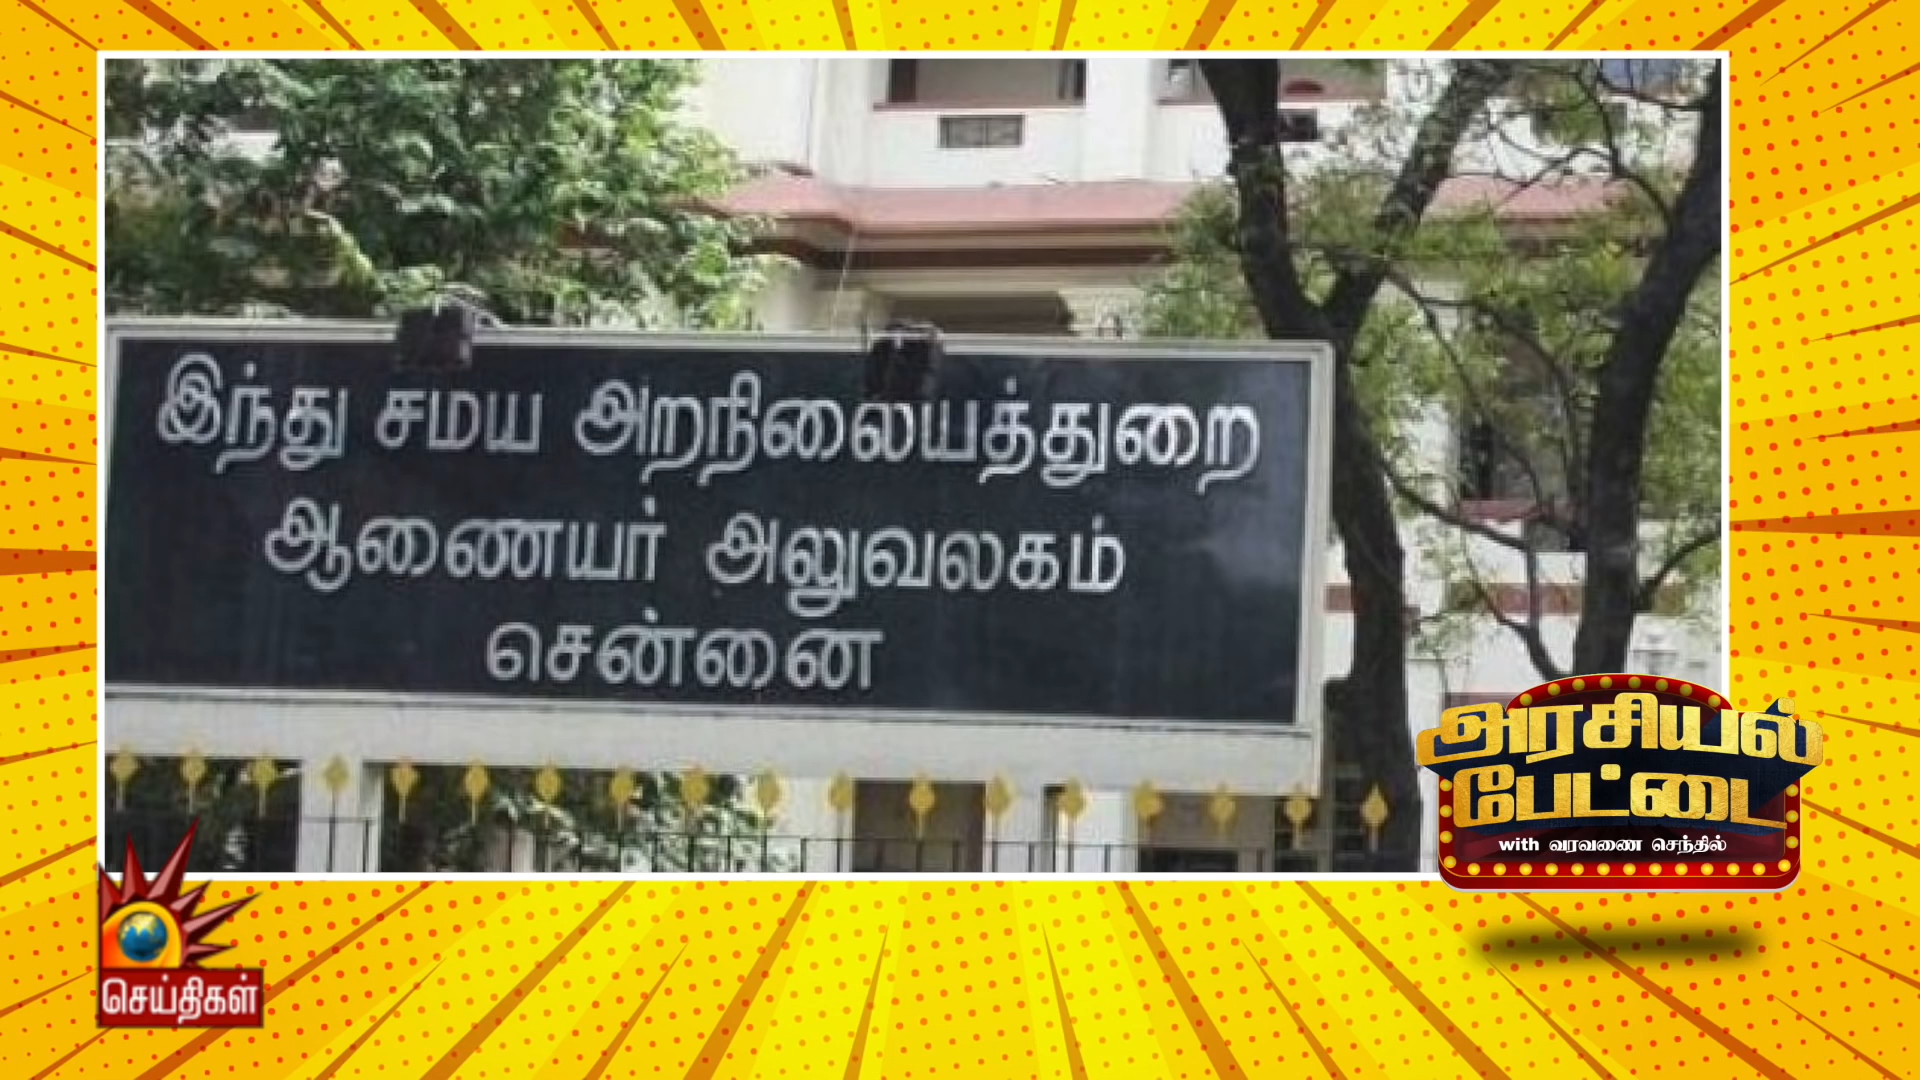 இந்து சமய அறநிலையத்துறை
ஆணையர் அலுவலகம்
சென்னை
அரசியல்
பேட்டை
with வரவணை செந்தில்
செய்திகள்